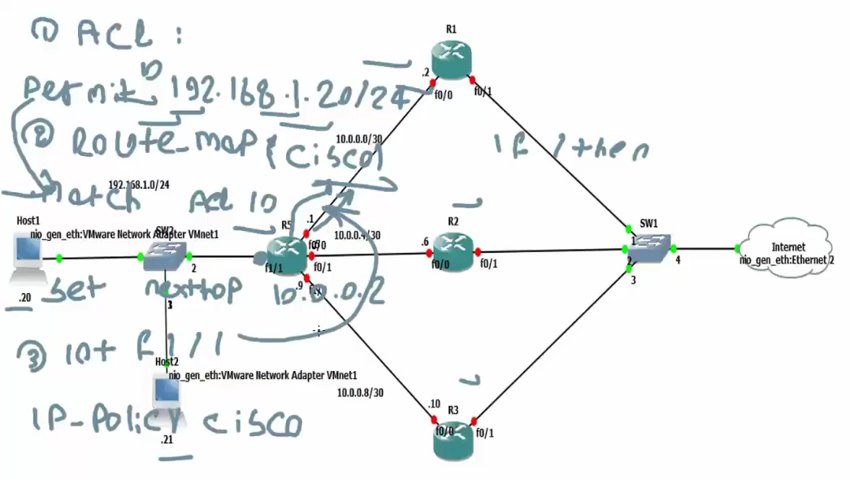 ① ACL :
Permit 10 192.168.1.20/24
② Route_map (cisco)
Match Acl 10
set nexthop 10.0.0.2
③ int f1/1
IP-Policy cisco
if / then
R1
.2
f0/0
f0/1
10.0.0.0/30
192.168.1.0/24
Host1
nio_gen_eth:VMware Network Adapter VMnet1
.20
SW2
2
3
R5
.1
f0/0
f0/1
f1/1
.9
10.0.0.4/30
R2
.6
f0/0
f0/1
SW1
1
2
3
4
Internet
nio_gen_eth:Ethernet 2
Host2
nio_gen_eth:VMware Network Adapter VMnet1
.21
10.0.0.8/30
.10
R3
f0/0
f0/1